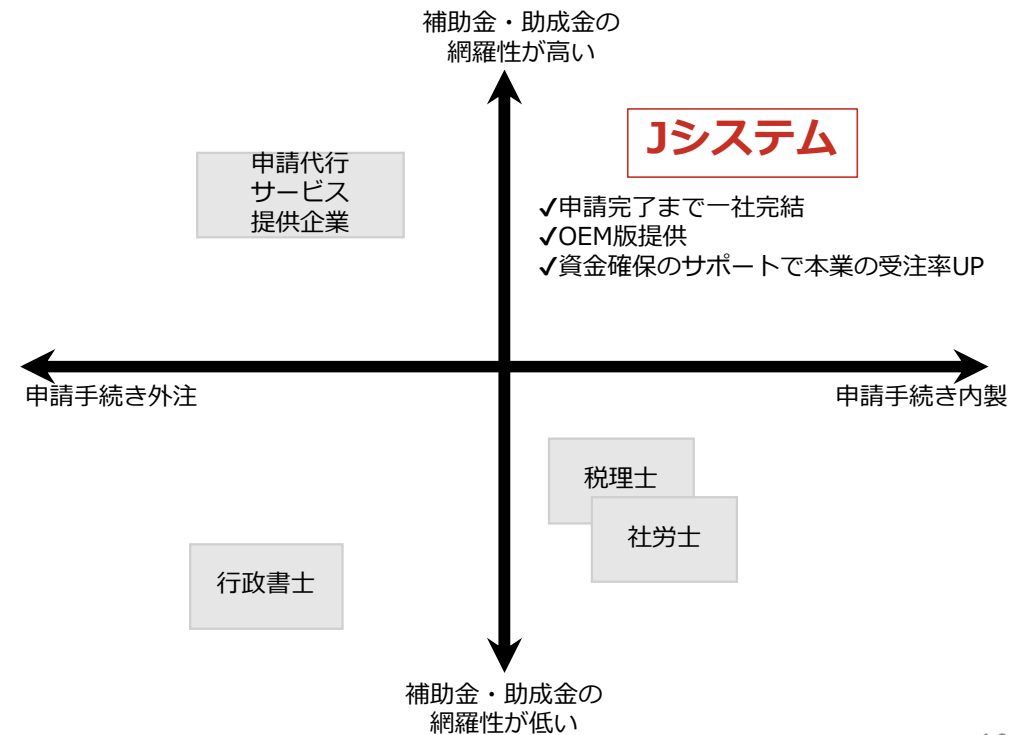 補助金・助成金の
網羅性が高い
Jシステム
申請代行
サービス
提供企業
✓申請完了まで一社完結
✓OEM版提供
✓資金確保のサポートで本業の受注率UP
申請手続き外注
申請手続き内製
税理士
社労士
行政書士
補助金・助成金の
網羅性が低い